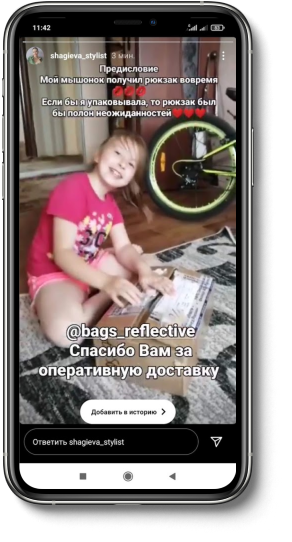 11:42
shagieva_stylist 3 мин.
Предисловие
Мой мышонок получил рюкзак вовремя
Если бы я упаковывала, то рюкзак был
бы полон неожиданностей
@bags_reflective
Спасибо Вам за
оперативную доставку
Добавить в историю
Ответить shagieva_stylist